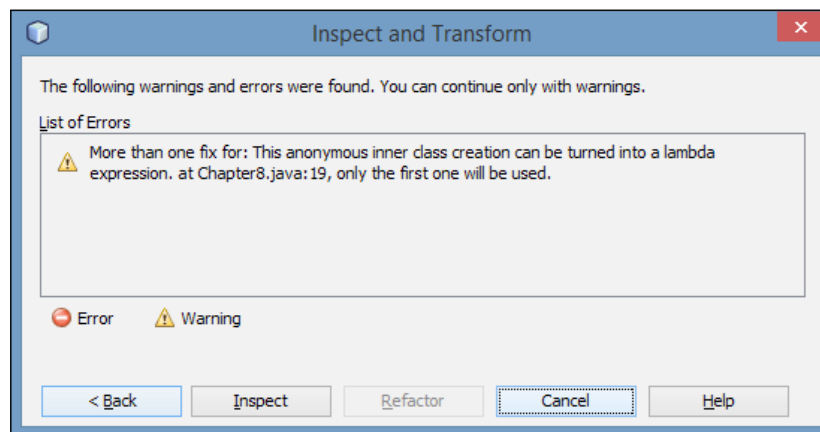 Inspect and Transform
The following warnings and errors were found. You can continue only with warnings.
List of Errors
More than one fix for: This anonymous inner class creation can be turned into a lambda
expression. at Chapter8.java:19, only the first one will be used.
Error Warning
< Back Inspect Refactor Cancel Help